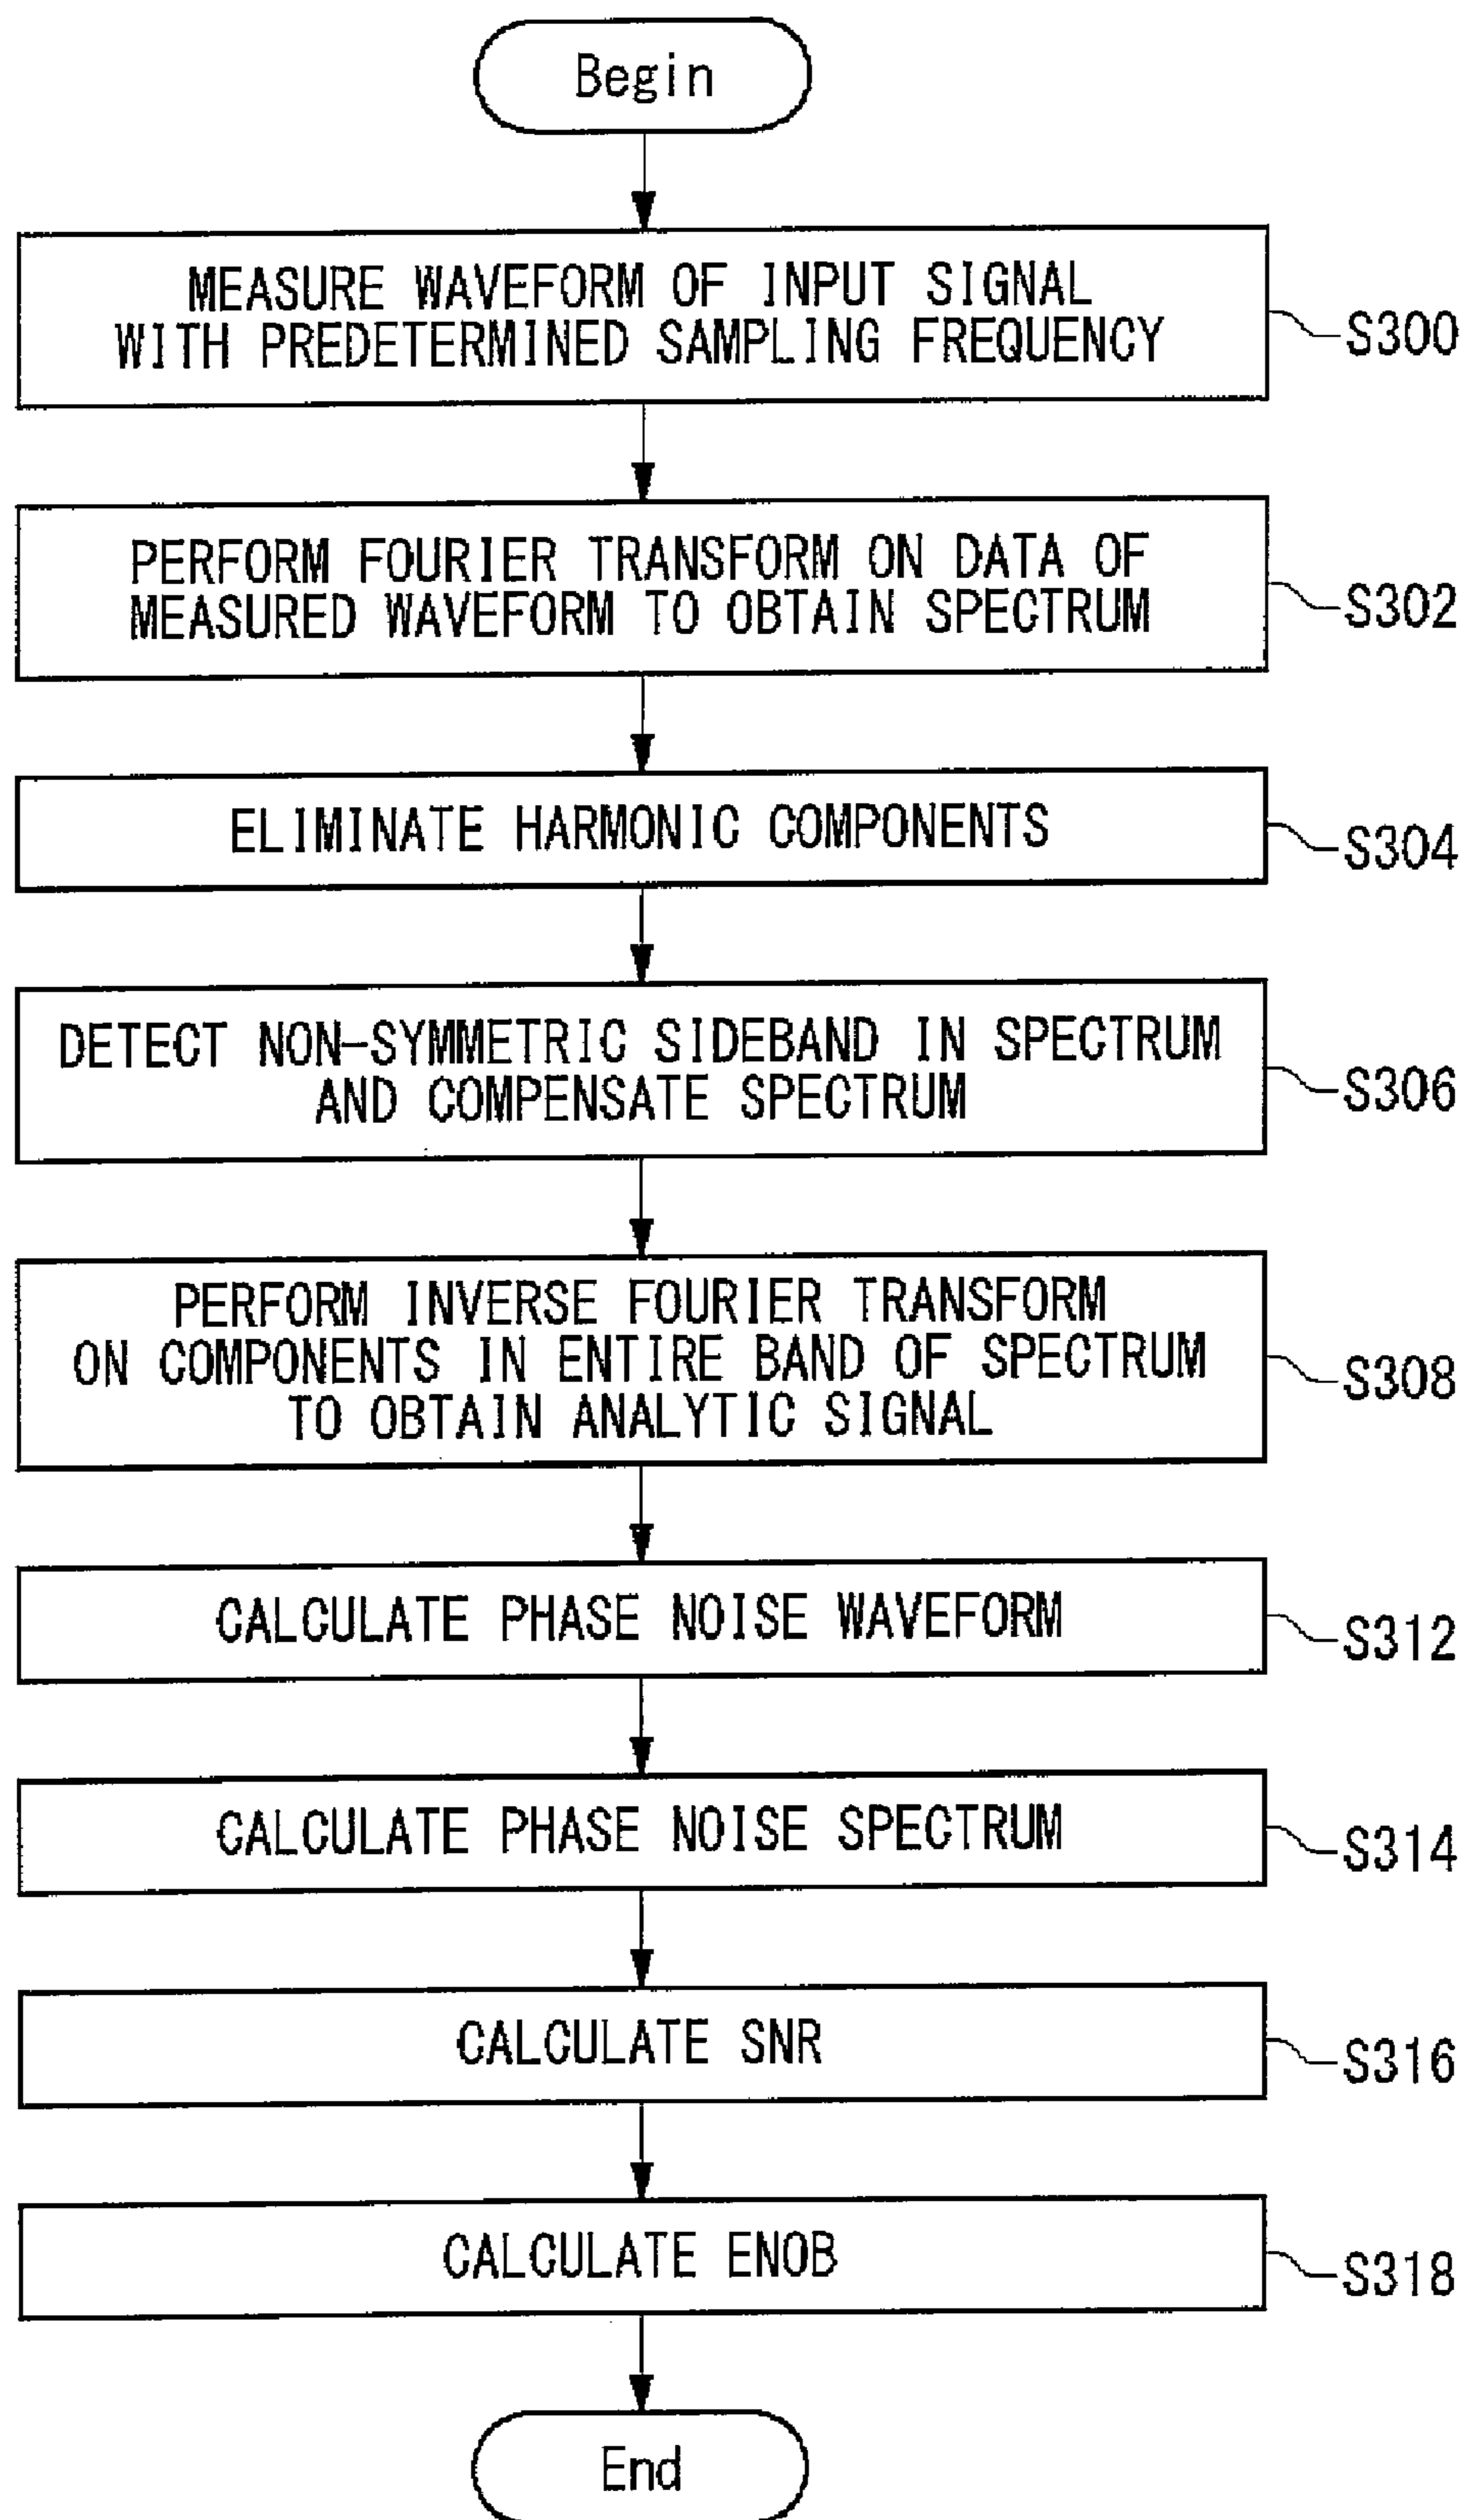 Begin
MEASURE WAVEFORM OF INPUT SIGNAL
WITH PREDETERMINED SAMPLING FREQUENCY
S300
PERFORM FOURIER TRANSFORM ON DATA OF
MEASURED WAVEFORM TO OBTAIN SPECTRUM
S302
ELIMINATE HARMONIC COMPONENTS
S304
DETECT NON-SYMMETRIC SIDEBAND IN SPECTRUM
AND COMPENSATE SPECTRUM
S306
PERFORM INVERSE FOURIER TRANSFORM
ON COMPONENTS IN ENTIRE BAND OF SPECTRUM
TO OBTAIN ANALYTIC SIGNAL
S308
CALCULATE PHASE NOISE WAVEFORM
S312
CALCULATE PHASE NOISE SPECTRUM
S314
CALCULATE SNR
S316
CALCULATE ENOB
S318
End